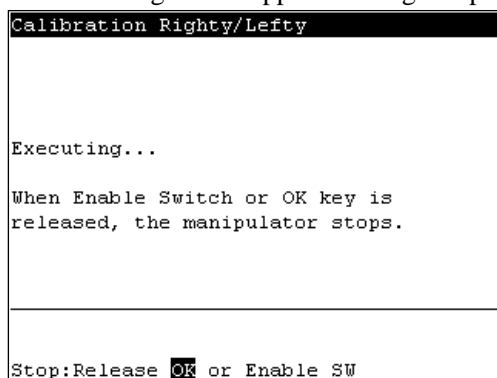 Calibration Righty/Lefty
Executing...
When Enable Switch or OK key is
released, the manipulator stops.
Stop:Release OK or Enable SW